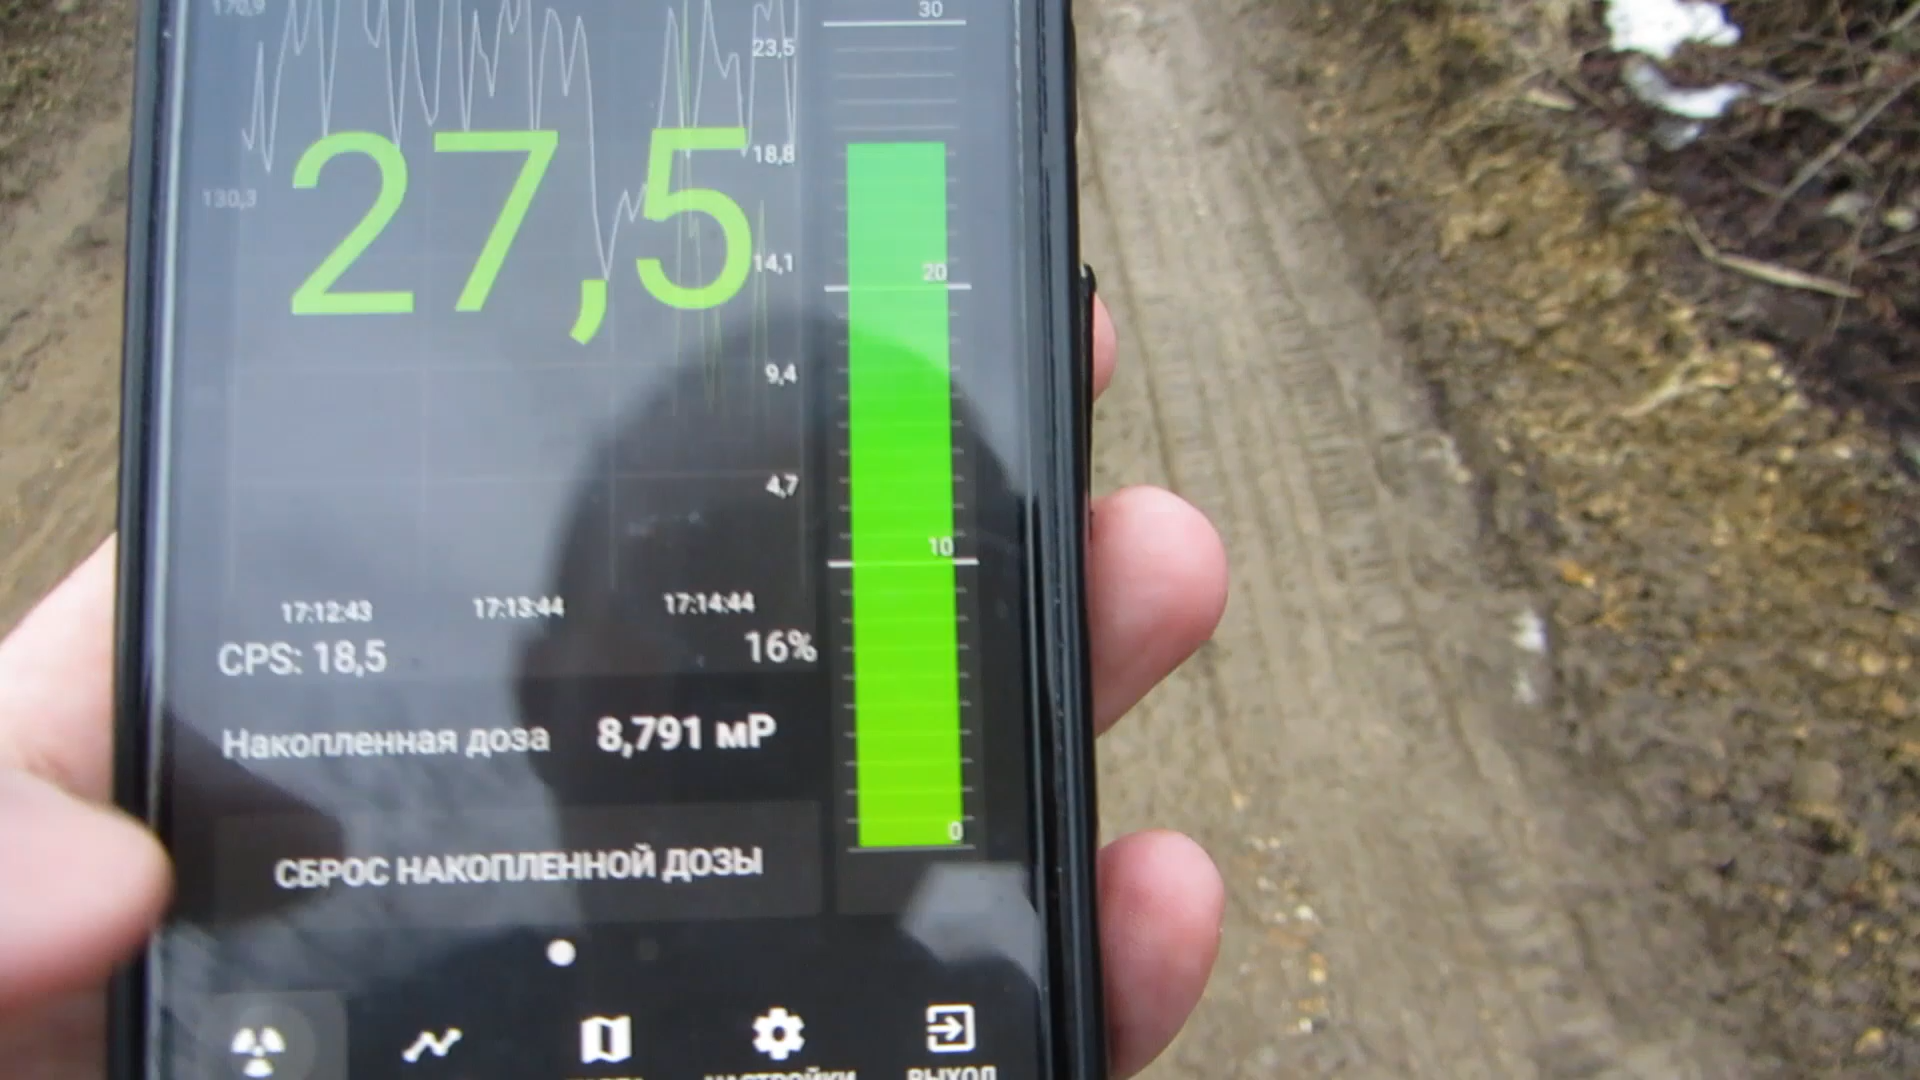 170,9
30
23,5
27,5
18,8
130,3
14,1
20
9,4
4,7
10
17:12:43 17:13:44 17:14:44
CPS: 18,5 16%
Накопленная доза 8,791 мР
0
СБРОС НАКОПЛЕННОЙ ДОЗЫ
НАСТРОЙКИ ВЫХОД